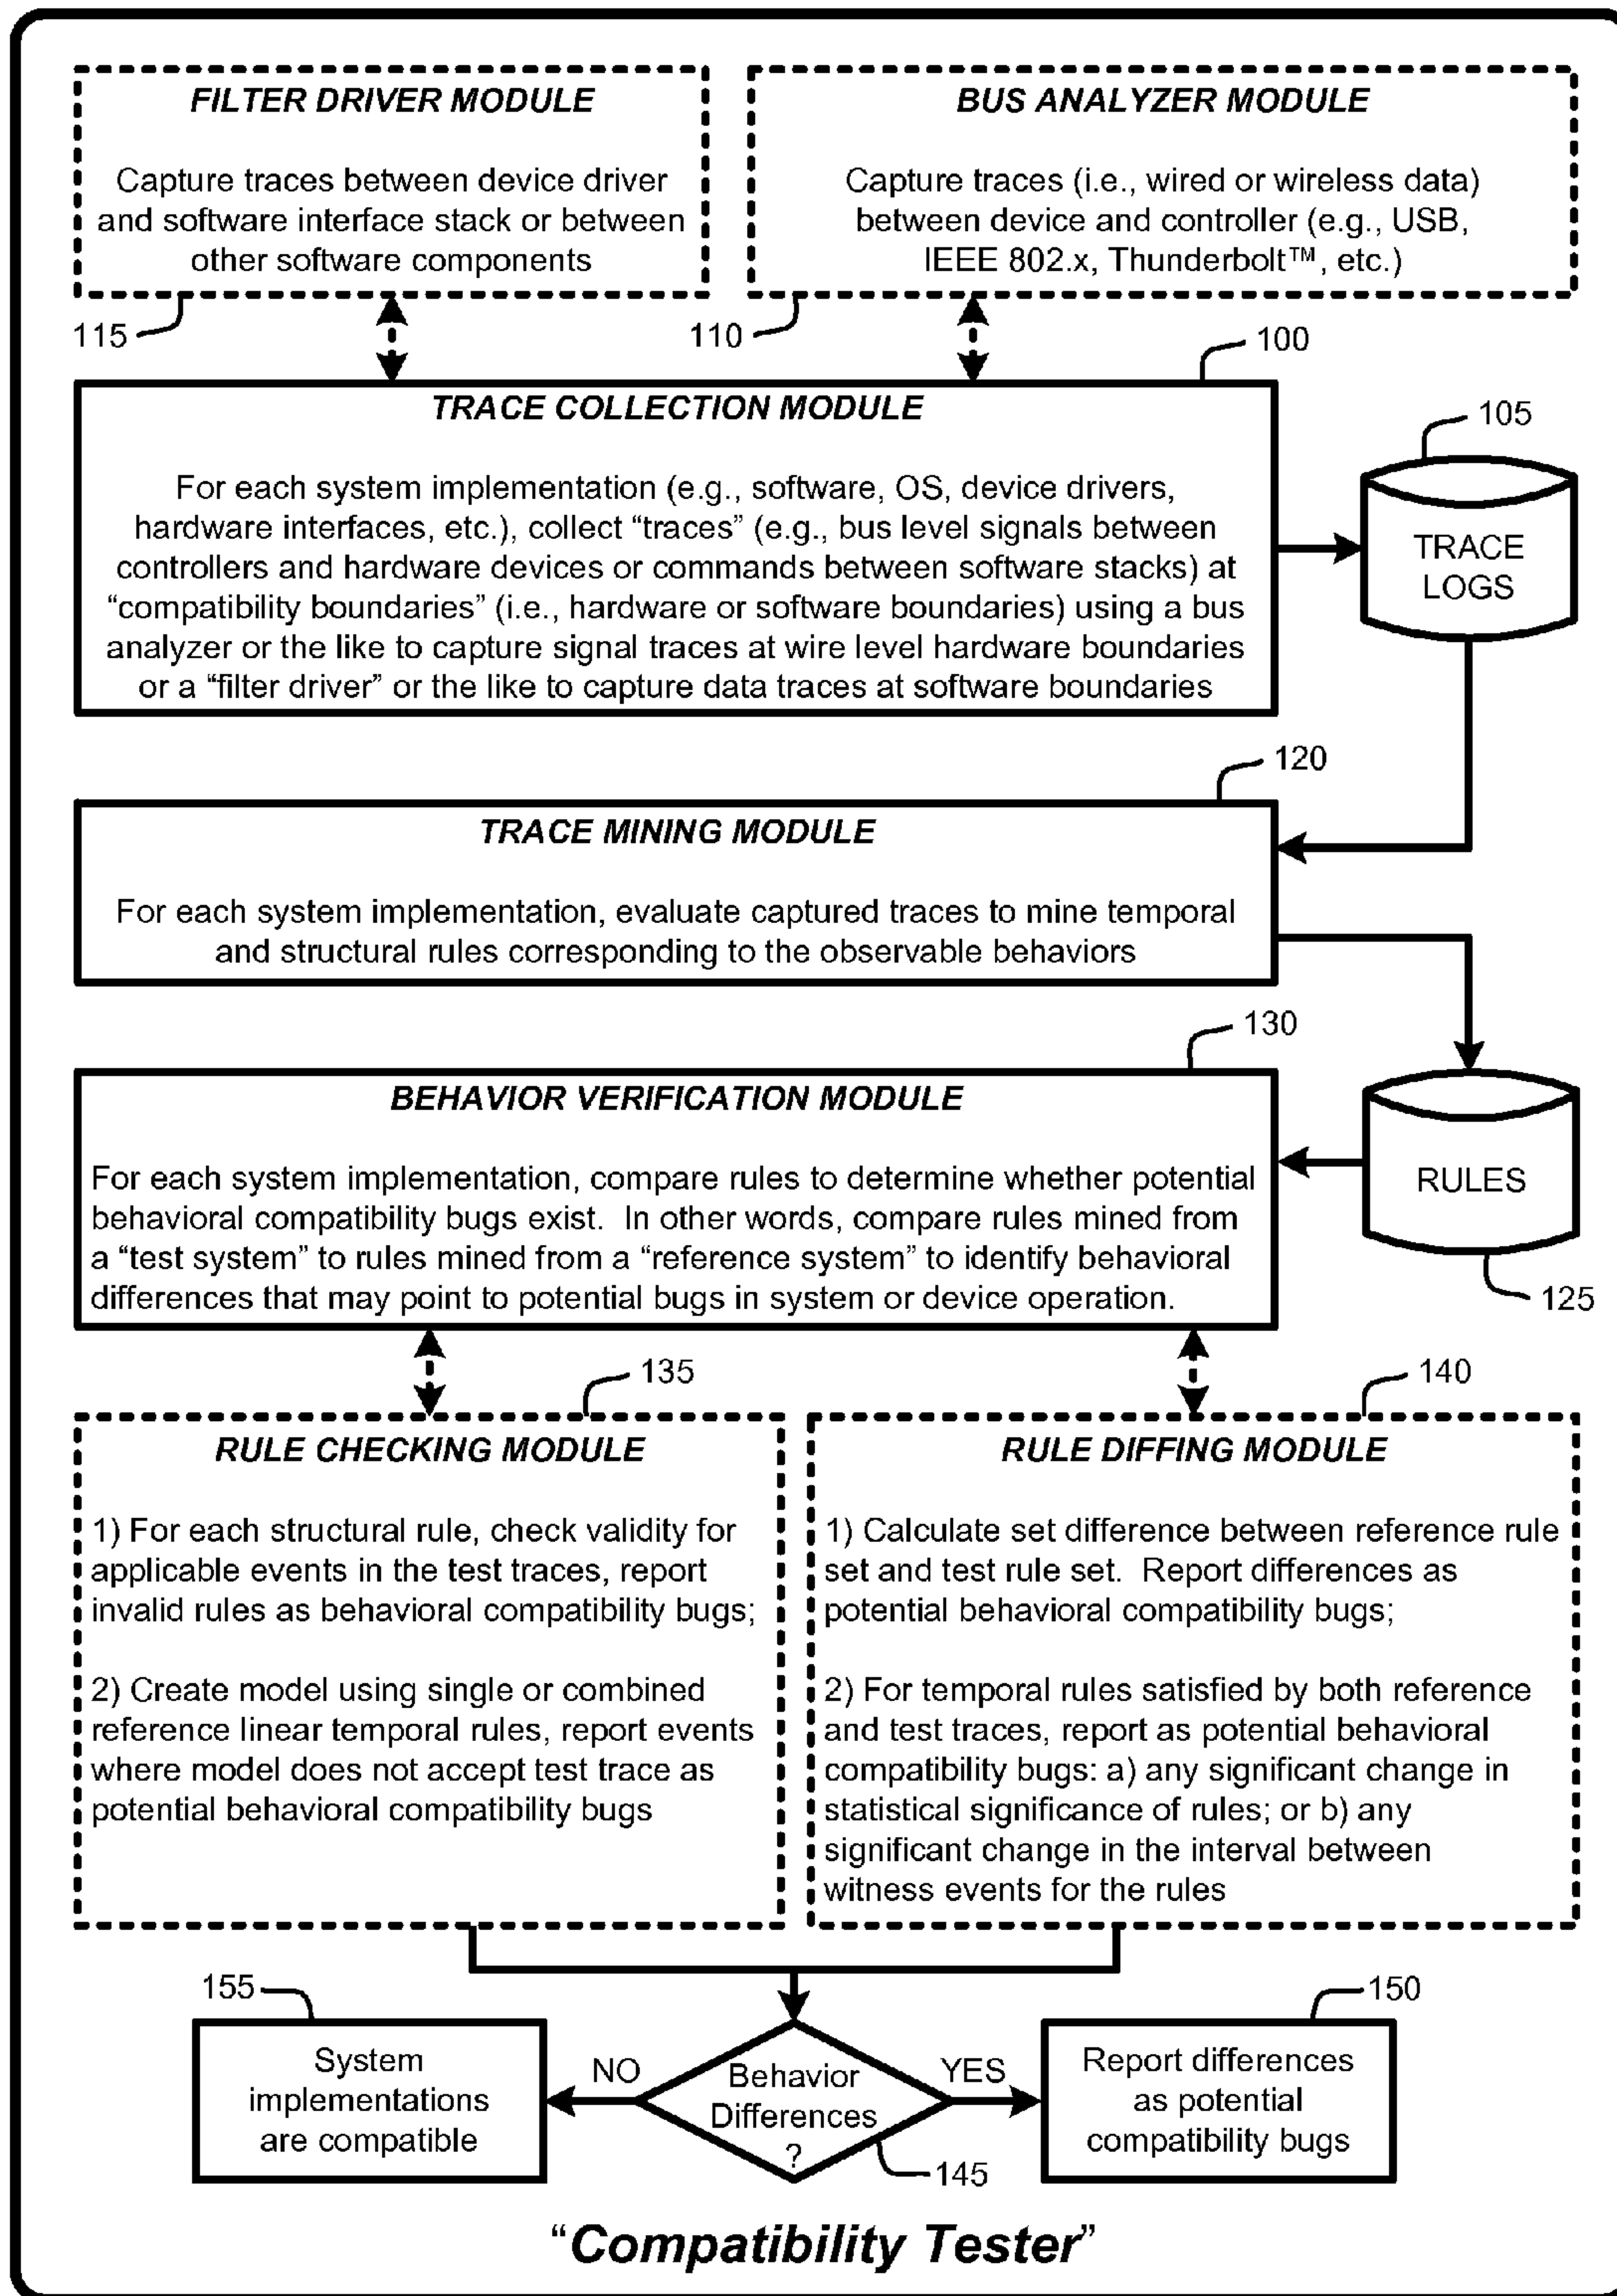 FILTER DRIVER MODULE
Capture traces between device driver
and software interface stack or between
other software components
115
BUS ANALYZER MODULE
Capture traces (i.e., wired or wireless data)
between device and controller (e.g., USB,
IEEE 802.x, Thunderbolt™, etc.)
110
100
TRACE COLLECTION MODULE
For each system implementation (e.g., software, OS, device drivers,
hardware interfaces, etc.), collect “traces” (e.g., bus level signals between
controllers and hardware devices or commands between software stacks) at
“compatibility boundaries” (i.e., hardware or software boundaries) using a bus
analyzer or the like to capture signal traces at wire level hardware boundaries
or a “filter driver” or the like to capture data traces at software boundaries
105
TRACE
LOGS
120
TRACE MINING MODULE
For each system implementation, evaluate captured traces to mine temporal
and structural rules corresponding to the observable behaviors
130
BEHAVIOR VERIFICATION MODULE
For each system implementation, compare rules to determine whether potential
behavioral compatibility bugs exist.  In other words, compare rules mined from
a “test system” to rules mined from a “reference system” to identify behavioral
differences that may point to potential bugs in system or device operation.
RULES
125
135
RULE CHECKING MODULE
1) For each structural rule, check validity for
applicable events in the test traces, report
invalid rules as behavioral compatibility bugs;
2) Create model using single or combined
reference linear temporal rules, report events
where model does not accept test trace as
potential behavioral compatibility bugs
140
RULE DIFFING MODULE
1) Calculate set difference between reference rule
set and test rule set.  Report differences as
potential behavioral compatibility bugs;
2) For temporal rules satisfied by both reference
and test traces, report as potential behavioral
compatibility bugs: a) any significant change in
statistical significance of rules; or b) any
significant change in the interval between
witness events for the rules
155
System
implementations
are compatible
NO
Behavior
Differences
?
145
YES
150
Report differences
as potential
compatibility bugs
“Compatibility Tester”